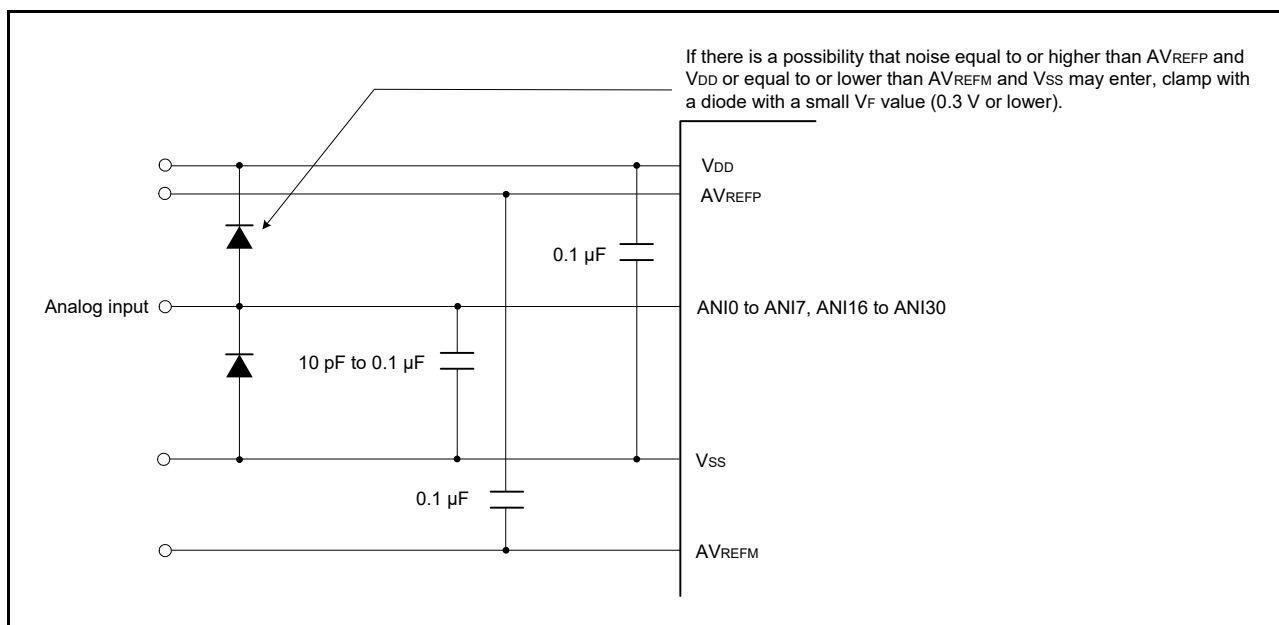 If there is a possibility that noise equal to or higher than AVREFP and
VDD or equal to or lower than AVREFM and VSS may enter, clamp with
a diode with a small VF value (0.3 V or lower).
VDD
AVREFP
0.1 µF
Analog input
ANI0 to ANI7, ANI16 to ANI30
10 pF to 0.1 µF
VSS
0.1 µF
AVREFM